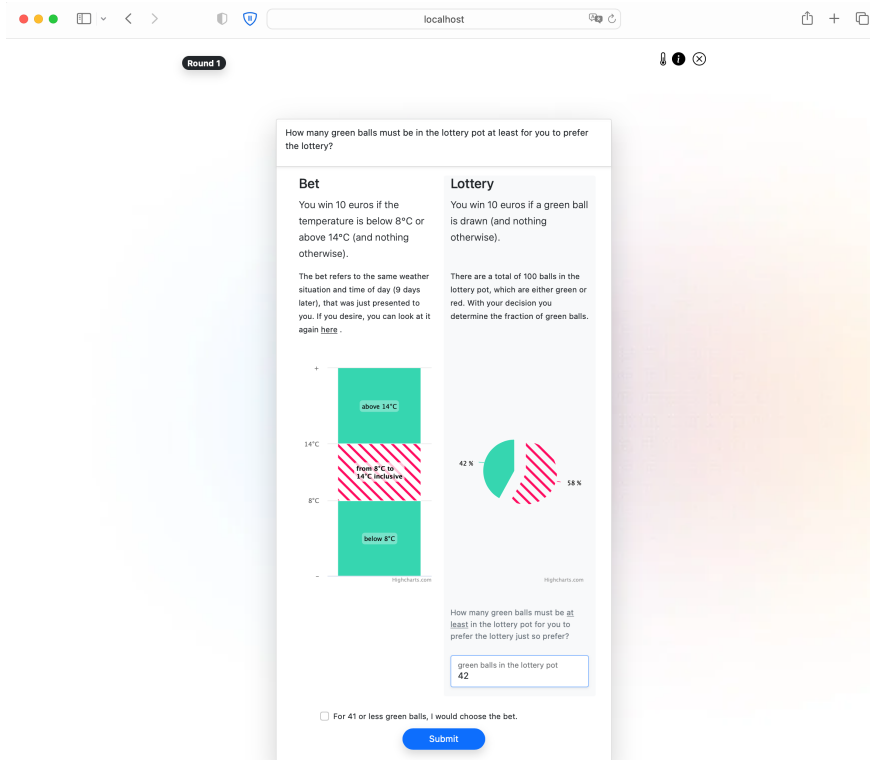 localhost
Round 1
How many green balls must be in the lottery pot at least for you to prefer
the lottery?
Bet
You win 10 euros if the
temperature is below 8°C or
above 14°C (and nothing
otherwise).
The bet refers to the same weather
situation and time of day (9 days
later), that was just presented to
you. If you desire, you can look at it
again here .
+
above 14°C
14°C
from 8°C to
14°C inclusive
8°C
below 8°C
-
Highcharts.com
Lottery
You win 10 euros if a green ball
is drawn (and nothing
otherwise).
There are a total of 100 balls in the
lottery pot, which are either green or
red. With your decision you
determine the fraction of green balls.
42 %
58 %
Highcharts.com
How many green balls must be at
least in the lottery pot for you to
prefer the lottery just so prefer?
green balls in the lottery pot
42
For 41 or less green balls, I would choose the bet.
Submit